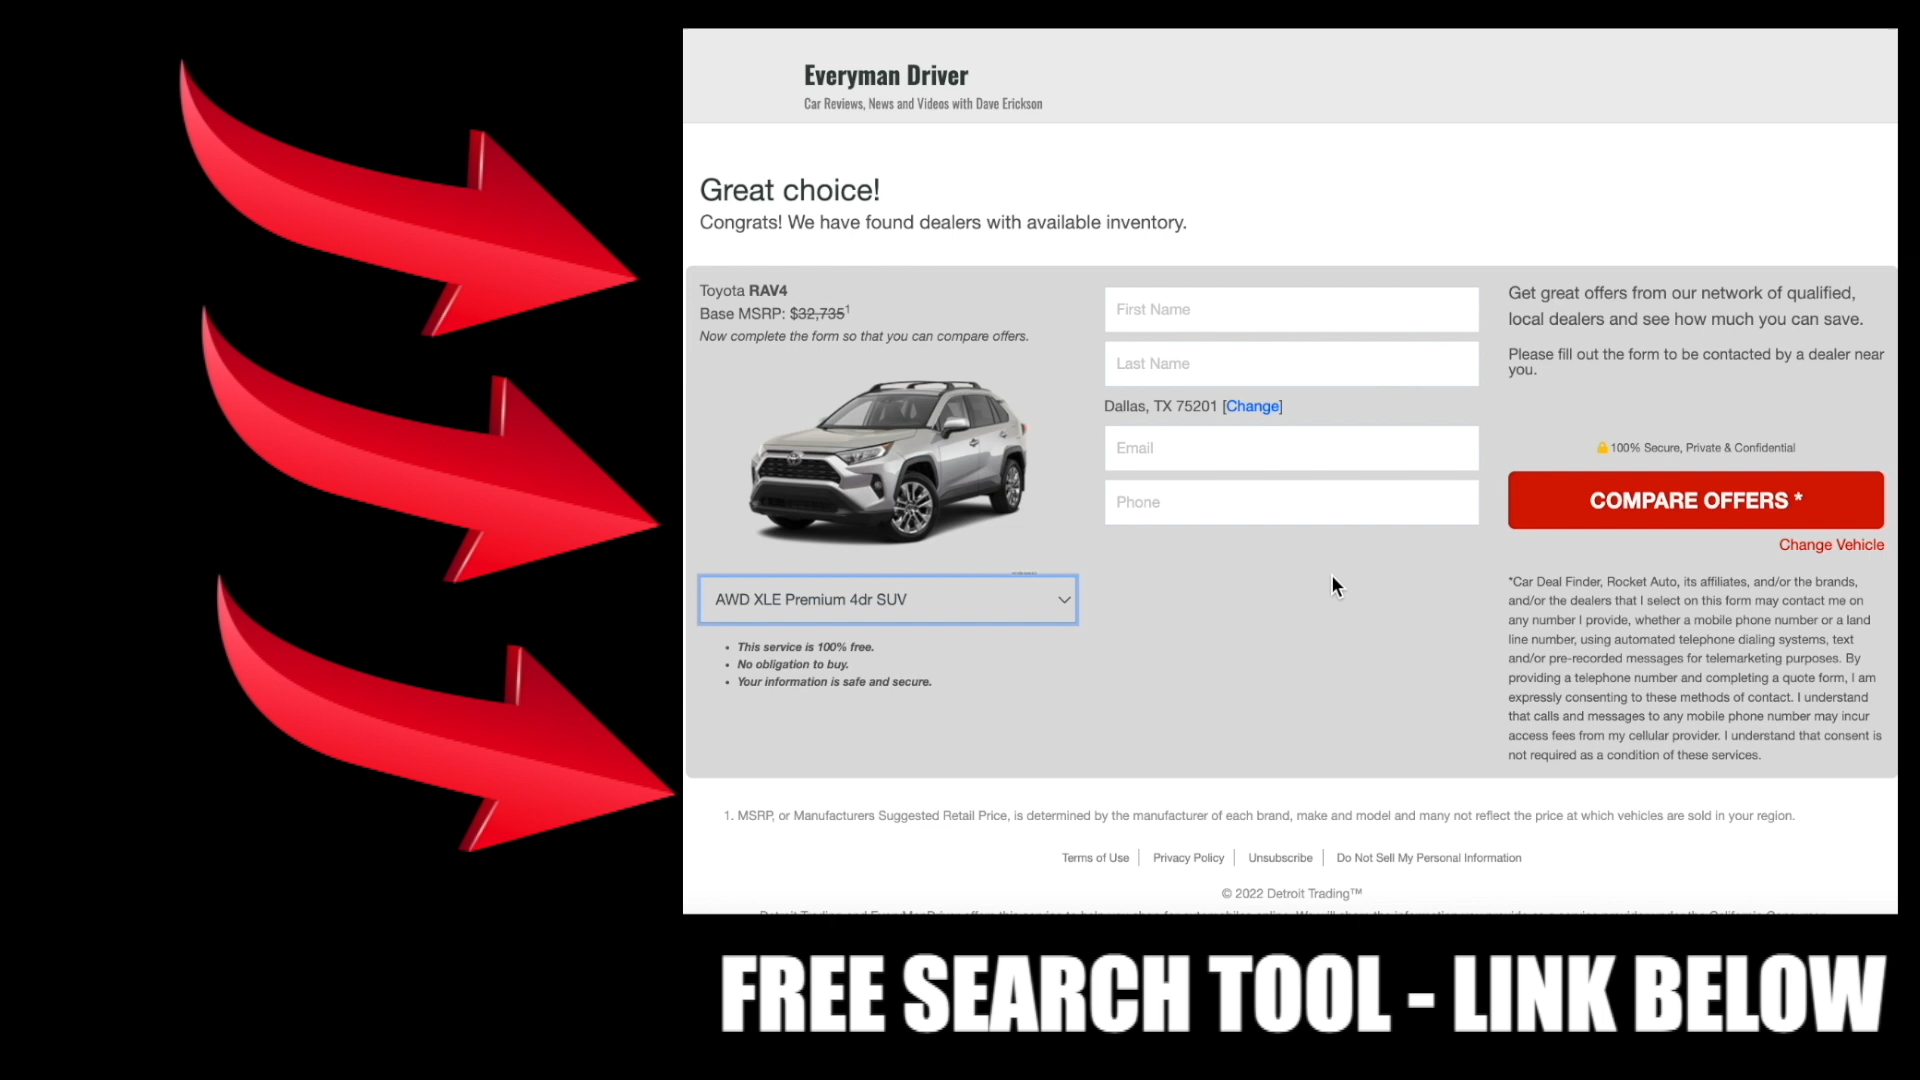 Everyman Driver
Car Reviews, News and Videos with Dave Erickson
Great choice!
Congrats! We have found dealers with available inventory.
Toyota RAV4
Base MSRP: $32,735¹
Now complete the form so that you can compare offers.
AWD XLE Premium 4dr SUV
• This service is 100% free.
• No obligation to buy.
• Your information is safe and secure.
First Name
Last Name
Dallas, TX 75201 [Change]
Email
Phone
Get great offers from our network of qualified,
local dealers and see how much you can save.
Please fill out the form to be contacted by a dealer near
you.
100% Secure, Private & Confidential
COMPARE OFFERS *
Change Vehicle
*Car Deal Finder, Rocket Auto, its affiliates, and/or the brands,
and/or the dealers that I select on this form may contact me on
any number I provide, whether a mobile phone number or a land
line number, using automated telephone dialing systems, text
and/or pre-recorded messages for telemarketing purposes. By
providing a telephone number and completing a quote form, I am
expressly consenting to these methods of contact. I understand
that calls and messages to any mobile phone number may incur
access fees from my cellular provider. I understand that consent is
not required as a condition of these services.
1. MSRP, or Manufacturers Suggested Retail Price, is determined by the manufacturer of each brand, make and model and many not reflect the price at which vehicles are sold in your region.
Terms of Use | Privacy Policy | Unsubscribe | Do Not Sell My Personal Information
© 2022 Detroit Trading™
FREE SEARCH TOOL - LINK BELOW